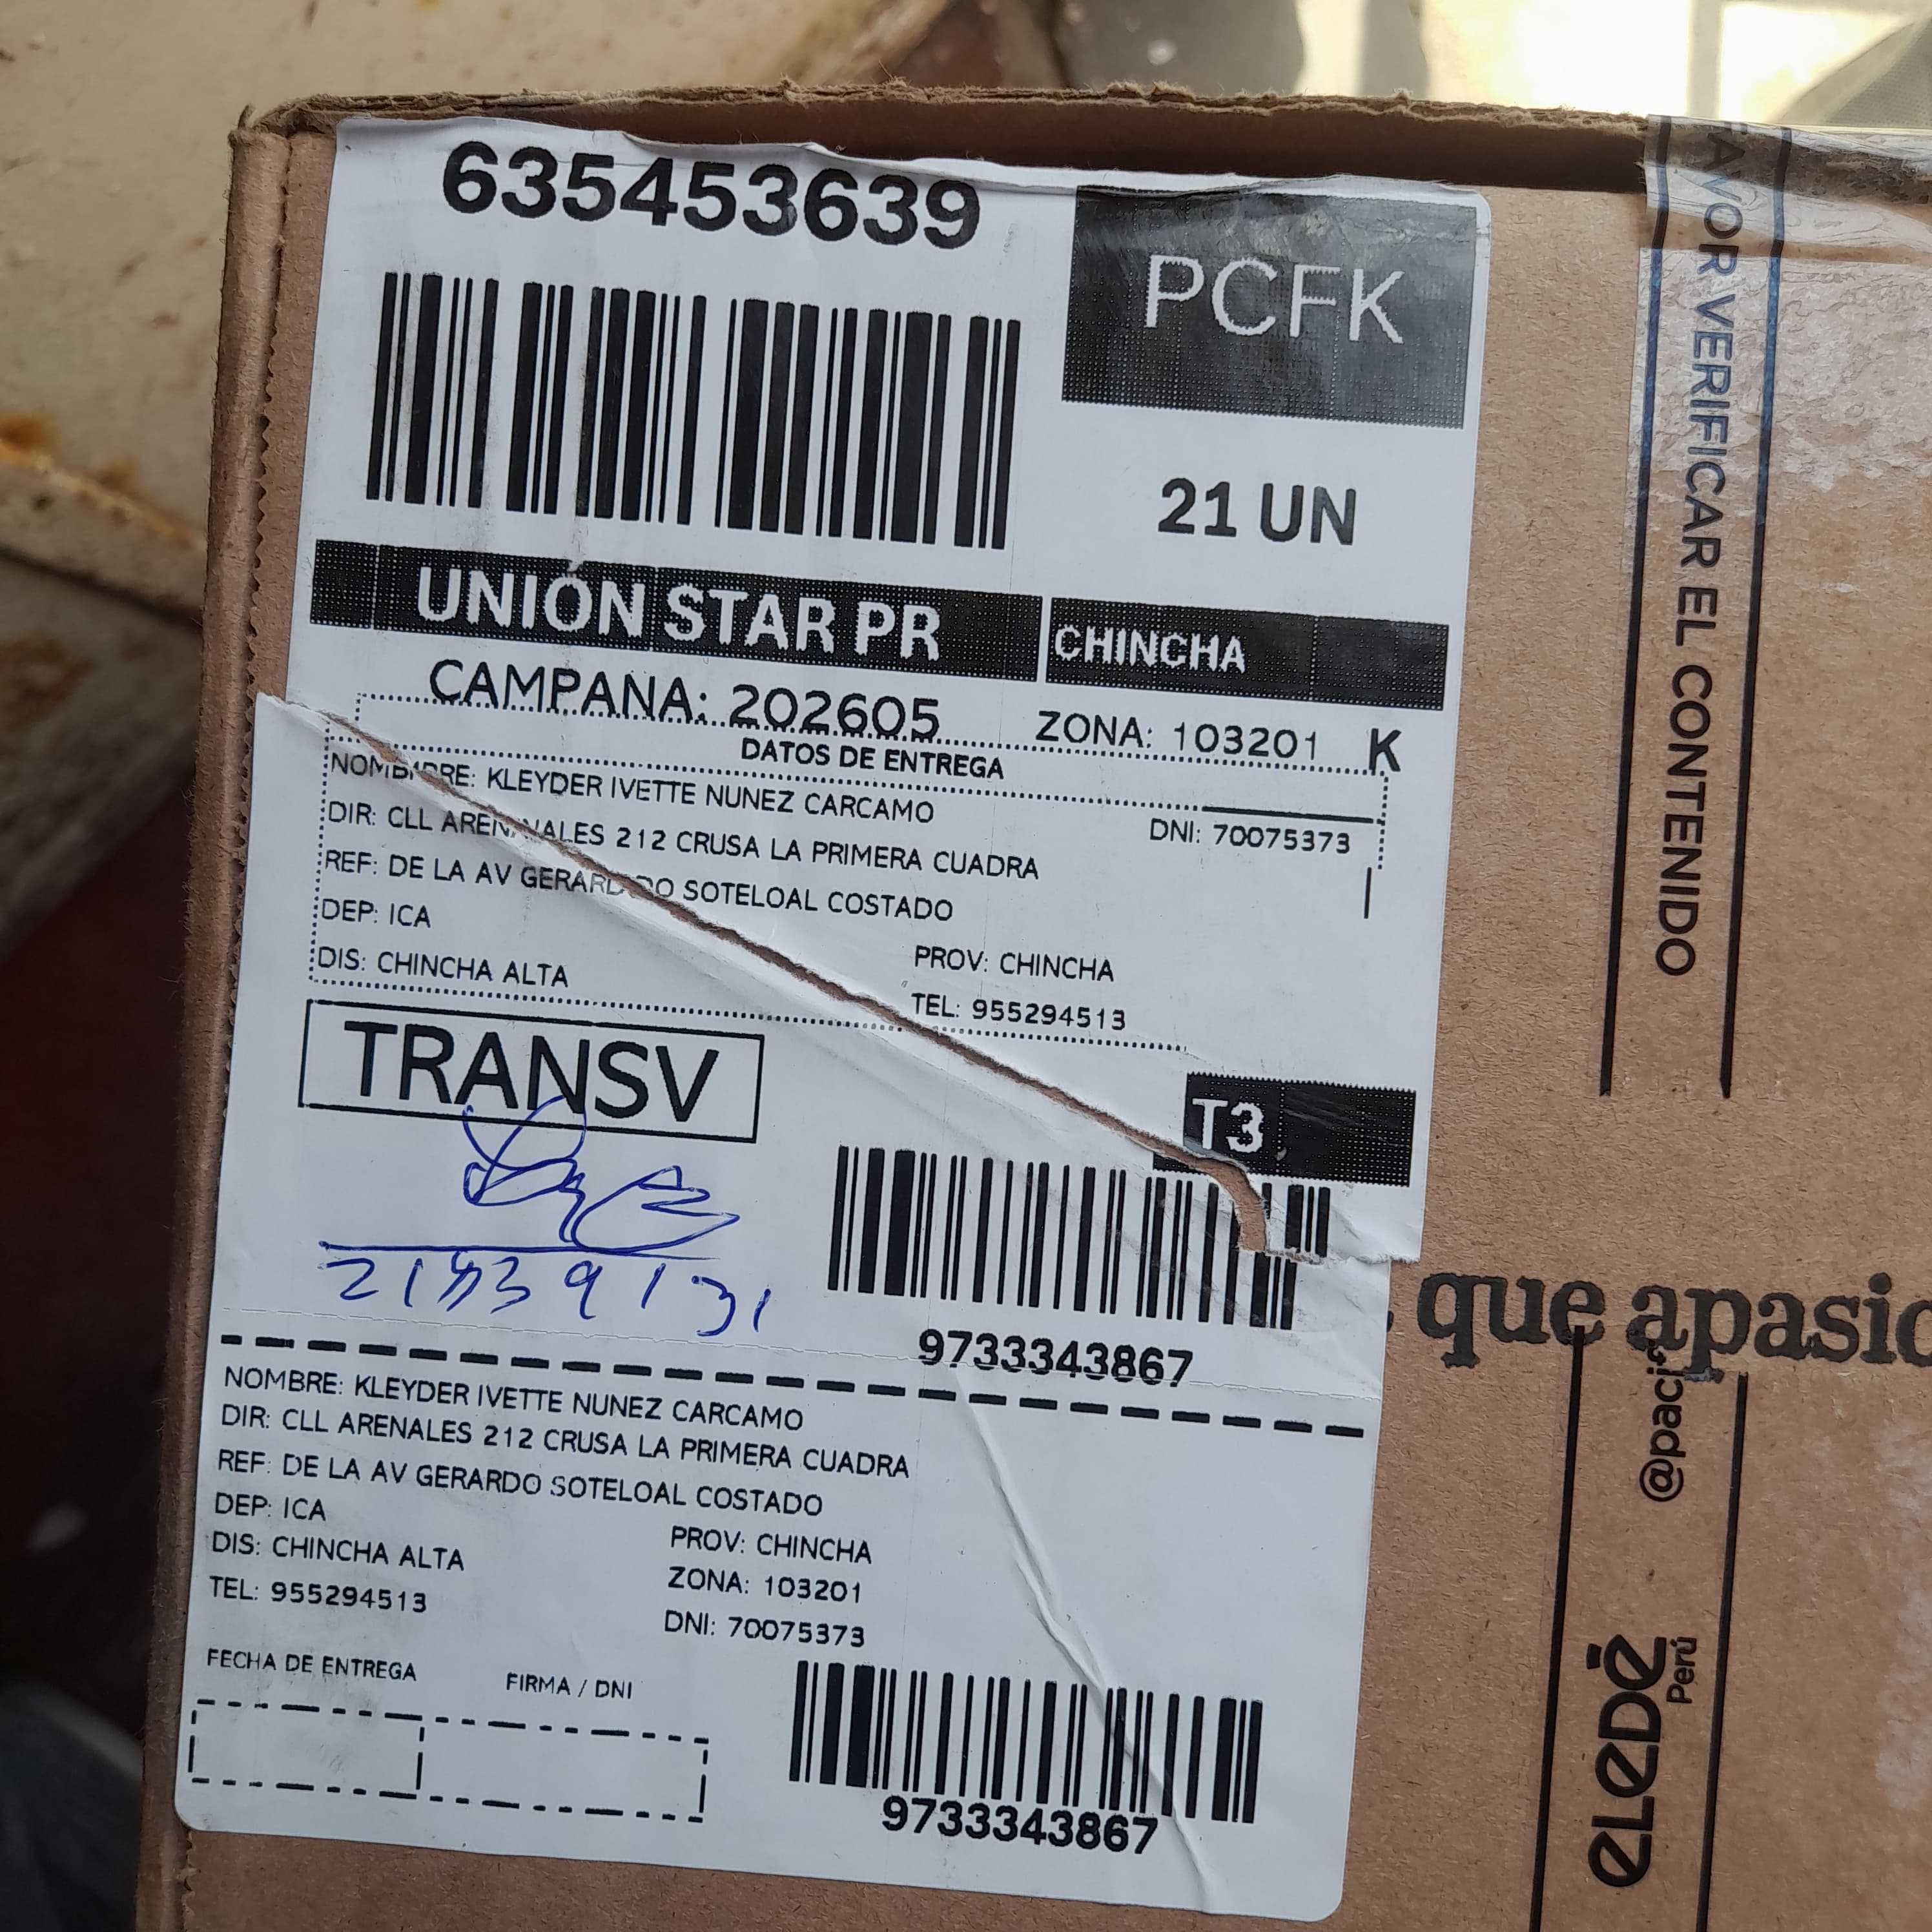 635453639
PCFK
21 UN
UNIÓN STAR PR
CHINCHA
CAMPANA: 202605
ZONA: 103201 K
DATOS DE ENTREGA
NOMBRE: KLEYDER IVETTE NUNEZ CARCAMO
DNI: 70075373
DIR: CLL ARENALES 212 CRUSA LA PRIMERA CUADRA
REF: DE LA AV GERARDO SOTELOAL COSTADO
DEP: ICA
PROV: CHINCHA
DIS: CHINCHA ALTA
TEL: 955294513
TRANSV
T3
9733343867
NOMBRE: KLEYDER IVETTE NUNEZ CARCAMO
DIR: CLL ARENALES 212 CRUSA LA PRIMERA CUADRA
REF: DE LA AV GERARDO SOTELOAL COSTADO
DEP: ICA
PROV: CHINCHA
DIS: CHINCHA ALTA
ZONA: 103201
TEL: 955294513
DNI: 70075373
FECHA DE ENTREGA
FIRMA / DNI
9733343867
FAVOR VERIFICAR EL CONTENIDO
que apasio
@pacif
eLeDē
Perú